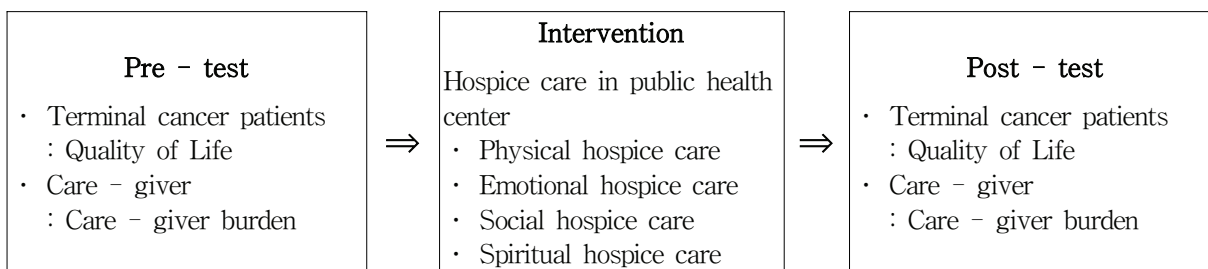 Pre - test
· Terminal cancer patients
: Quality of Life
· Care - giver
: Care - giver burden
⇒
Intervention
Hospice care in public health
center
· Physical hospice care
· Emotional hospice care
· Social hospice care
· Spiritual hospice care
⇒
Post - test
· Terminal cancer patients
: Quality of Life
· Care - giver
: Care - giver burden